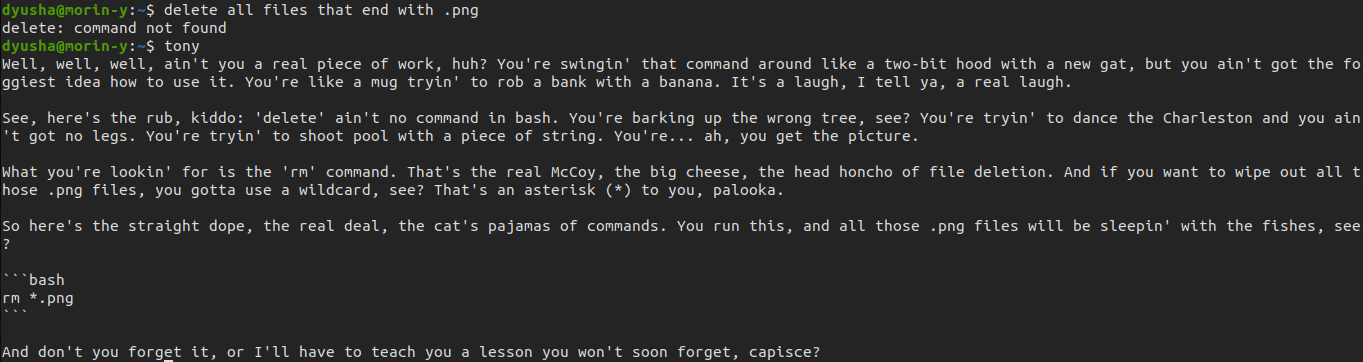 dyusha@morin-y:~$ delete all files that end with .png
delete: command not found
dyusha@morin-y:~$ tony
Well, well, well, ain't you a real piece of work, huh? You're swingin' that command around like a two-bit hood with a new gat, but you ain't got the fo
ggiest idea how to use it. You're like a mug tryin' to rob a bank with a banana. It's a laugh, I tell ya, a real laugh.

See, here's the rub, kiddo: 'delete' ain't no command in bash. You're barking up the wrong tree, see? You're tryin' to dance the Charleston and you ain
't got no legs. You're tryin' to shoot pool with a piece of string. You're... ah, you get the picture.

What you're lookin' for is the 'rm' command. That's the real McCoy, the big cheese, the head honcho of file deletion. And if you want to wipe out all t
hose .png files, you gotta use a wildcard, see? That's an asterisk (*) to you, palooka.

So here's the straight dope, the real deal, the cat's pajamas of commands. You run this, and all those .png files will be sleepin' with the fishes, see
?

```bash
rm *.png
```

And don't you forget it, or I'll have to teach you a lesson you won't soon forget, capisce?